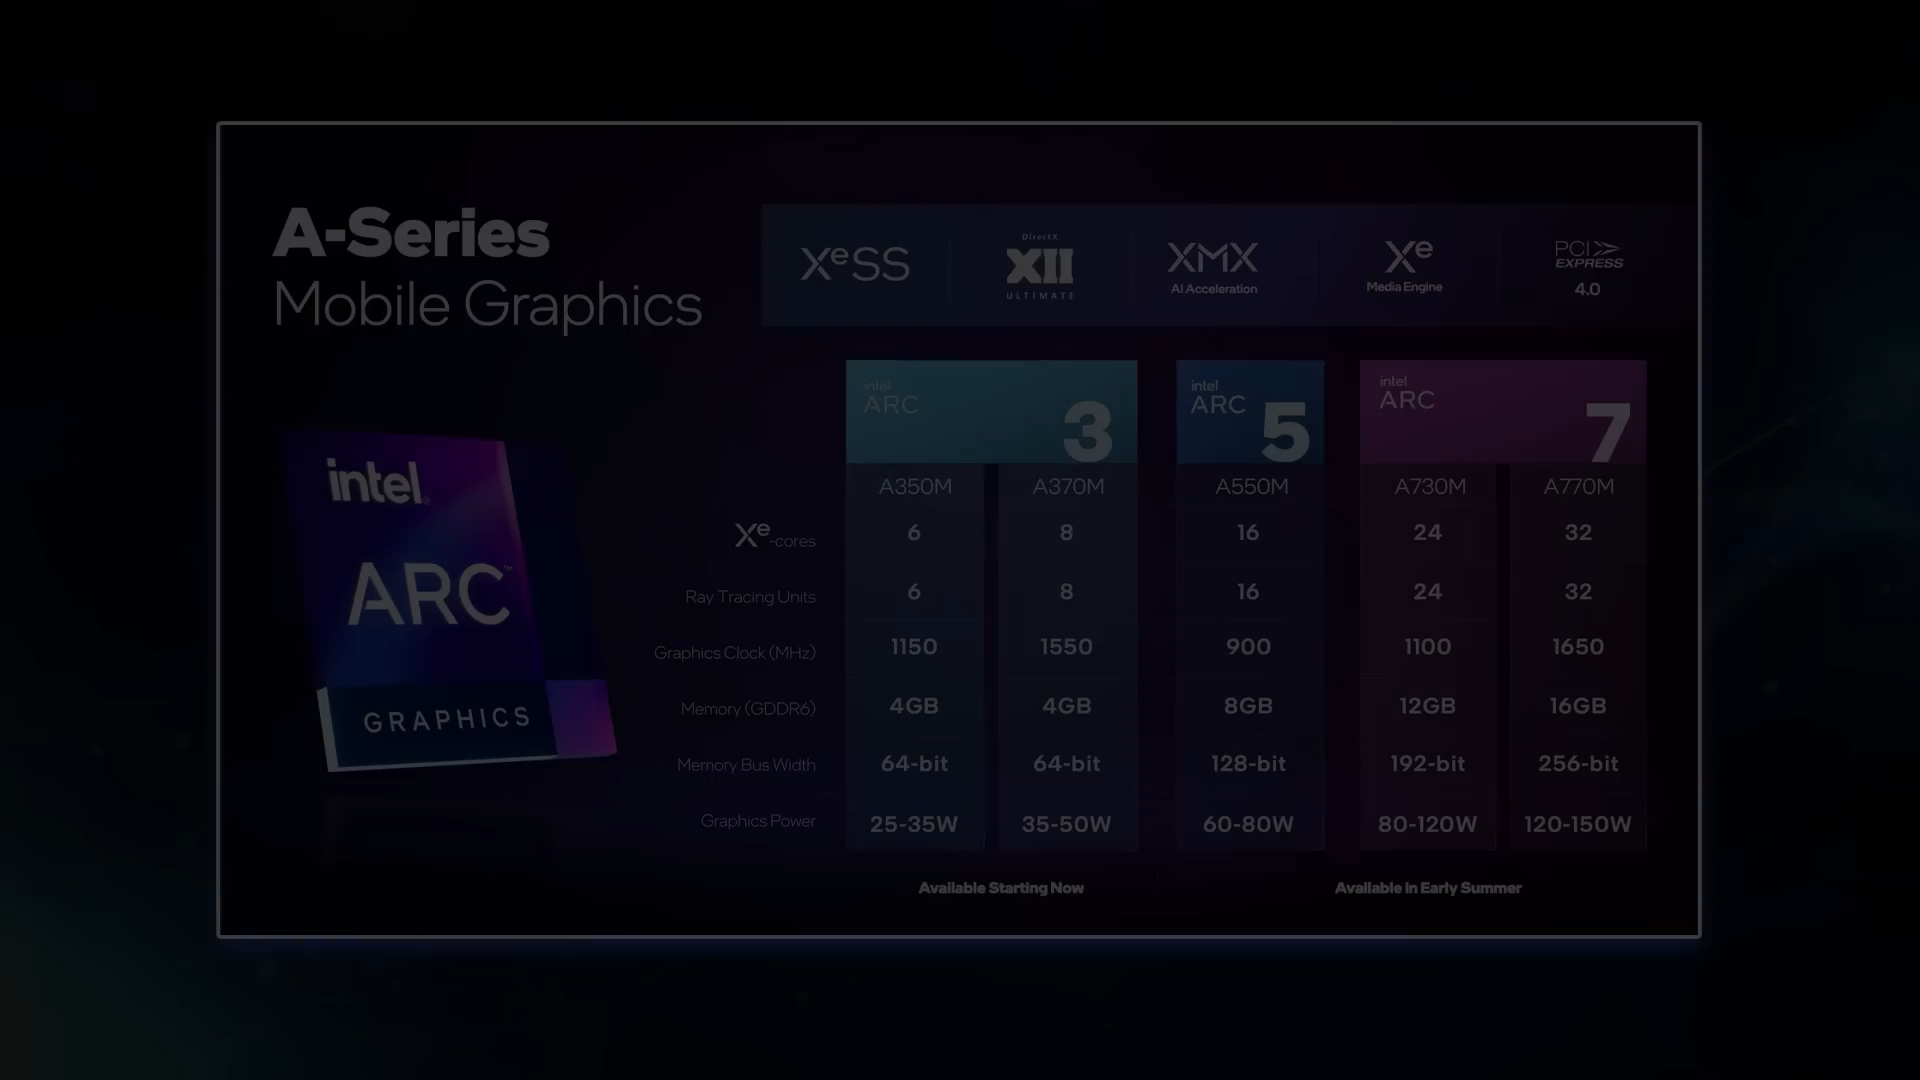 A-Series
Mobile Graphics
XeSS
DirectX
XII
ULTIMATE
XMX
AI Acceleration
Xe
Media Engine
PCI
EXPRESS
4.0
intel
ARC
3
intel
ARC
5
intel
ARC
7
intel®
ARC™
GRAPHICS
A350M A370M A550M A730M A770M
Xe-cores 6 8 16 24 32
Ray Tracing Units 6 8 16 24 32
Graphics Clock (MHz) 1150 1550 900 1100 1650
Memory (GDDR6) 4GB 4GB 8GB 12GB 16GB
Memory Bus Width 64-bit 64-bit 128-bit 192-bit 256-bit
Graphics Power 25-35W 35-50W 60-80W 80-120W 120-150W
Available Starting Now Available In Early Summer